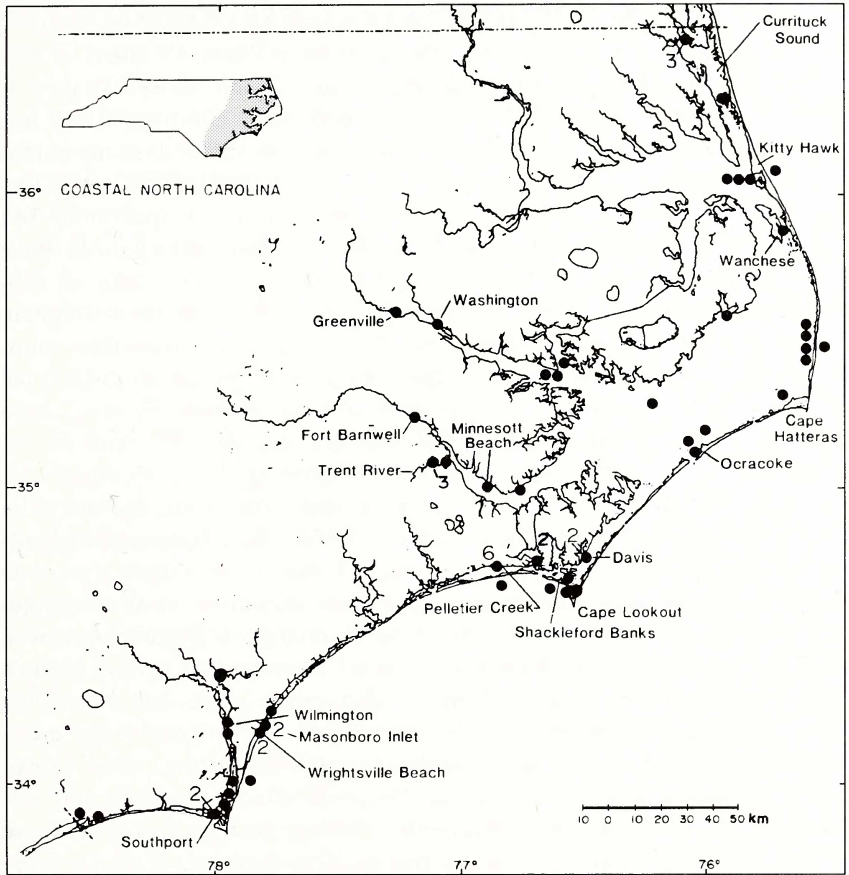 Currituck
Sound
3
Kitty Hawk
COASTAL NORTH CAROLINA
36°
Wanchese
Washington
Greenville
Fort Barnwell
Minnesott
Beach
Cape
Hatteras
Trent River
3
Ocracoke
35°
2
2
6
Davis
Pelletier Creek
Cape Lookout
Shackleford Banks
Wilmington
2
Masonboro Inlet
2
Wrightsville Beach
34°
2
Southport
10 0 10 20 30 40 50 km
78°
77°
76°